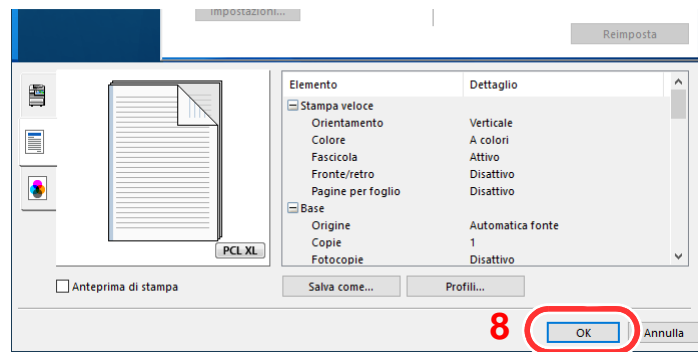 Impostazioni...
Reimposta
Elemento Dettaglio
Stampa veloce
Orientamento Verticale
Colore A colori
Fascicola Attivo
Fronte/retro Disattivo
Pagine per foglio Disattivo
Base
Origine Automatica fonte
Copie 1
Fotocopie Disattivo
PCL XL
Anteprima di stampa
Salva come... Profili...
8 OK Annulla